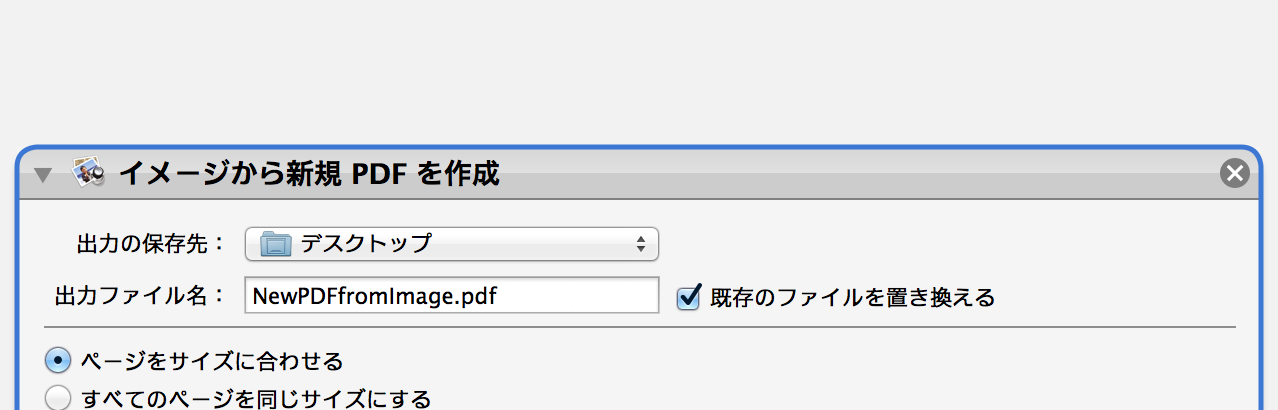 イメージから新規 PDF を作成
出力の保存先： デスクトップ
出力ファイル名： NewPDFfromImage.pdf 既存のファイルを置き換える
ページをサイズに合わせる
すべてのページを同じサイズにする